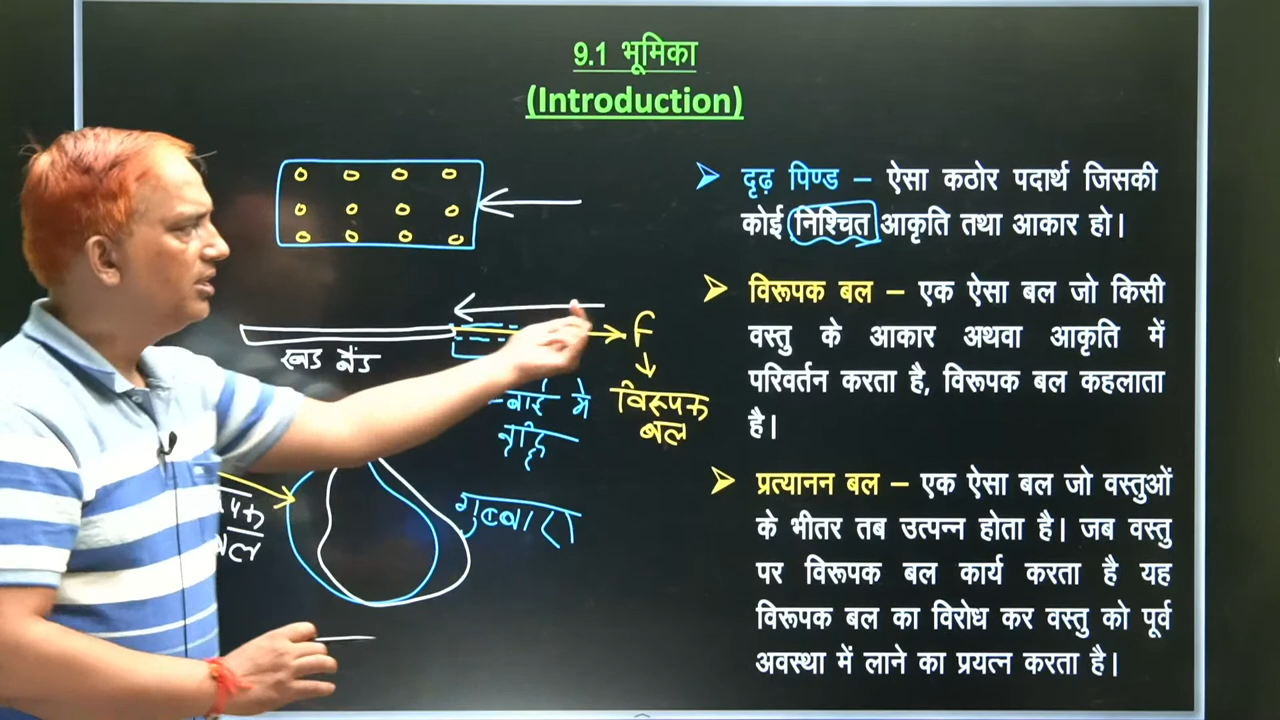 9.1 भूमिका
(Introduction)
➢ दृढ़ पिण्ड – ऐसा कठोर पदार्थ जिसकी
कोई निश्चित आकृति तथा आकार हो।
➢ विरूपक बल – एक ऐसा बल जो किसी
वस्तु के आकार अथवा आकृति में
परिवर्तन करता है, विरूपक बल कहलाता
है।
➢ प्रत्यानन बल – एक ऐसा बल जो वस्तुओं
के भीतर तब उत्पन्न होता है। जब वस्तु
पर विरूपक बल कार्य करता है यह
विरूपक बल का विरोध कर वस्तु को पूर्व
अवस्था में लाने का प्रयत्न करता है।
F
विरूपक
बल
गुब्बारा